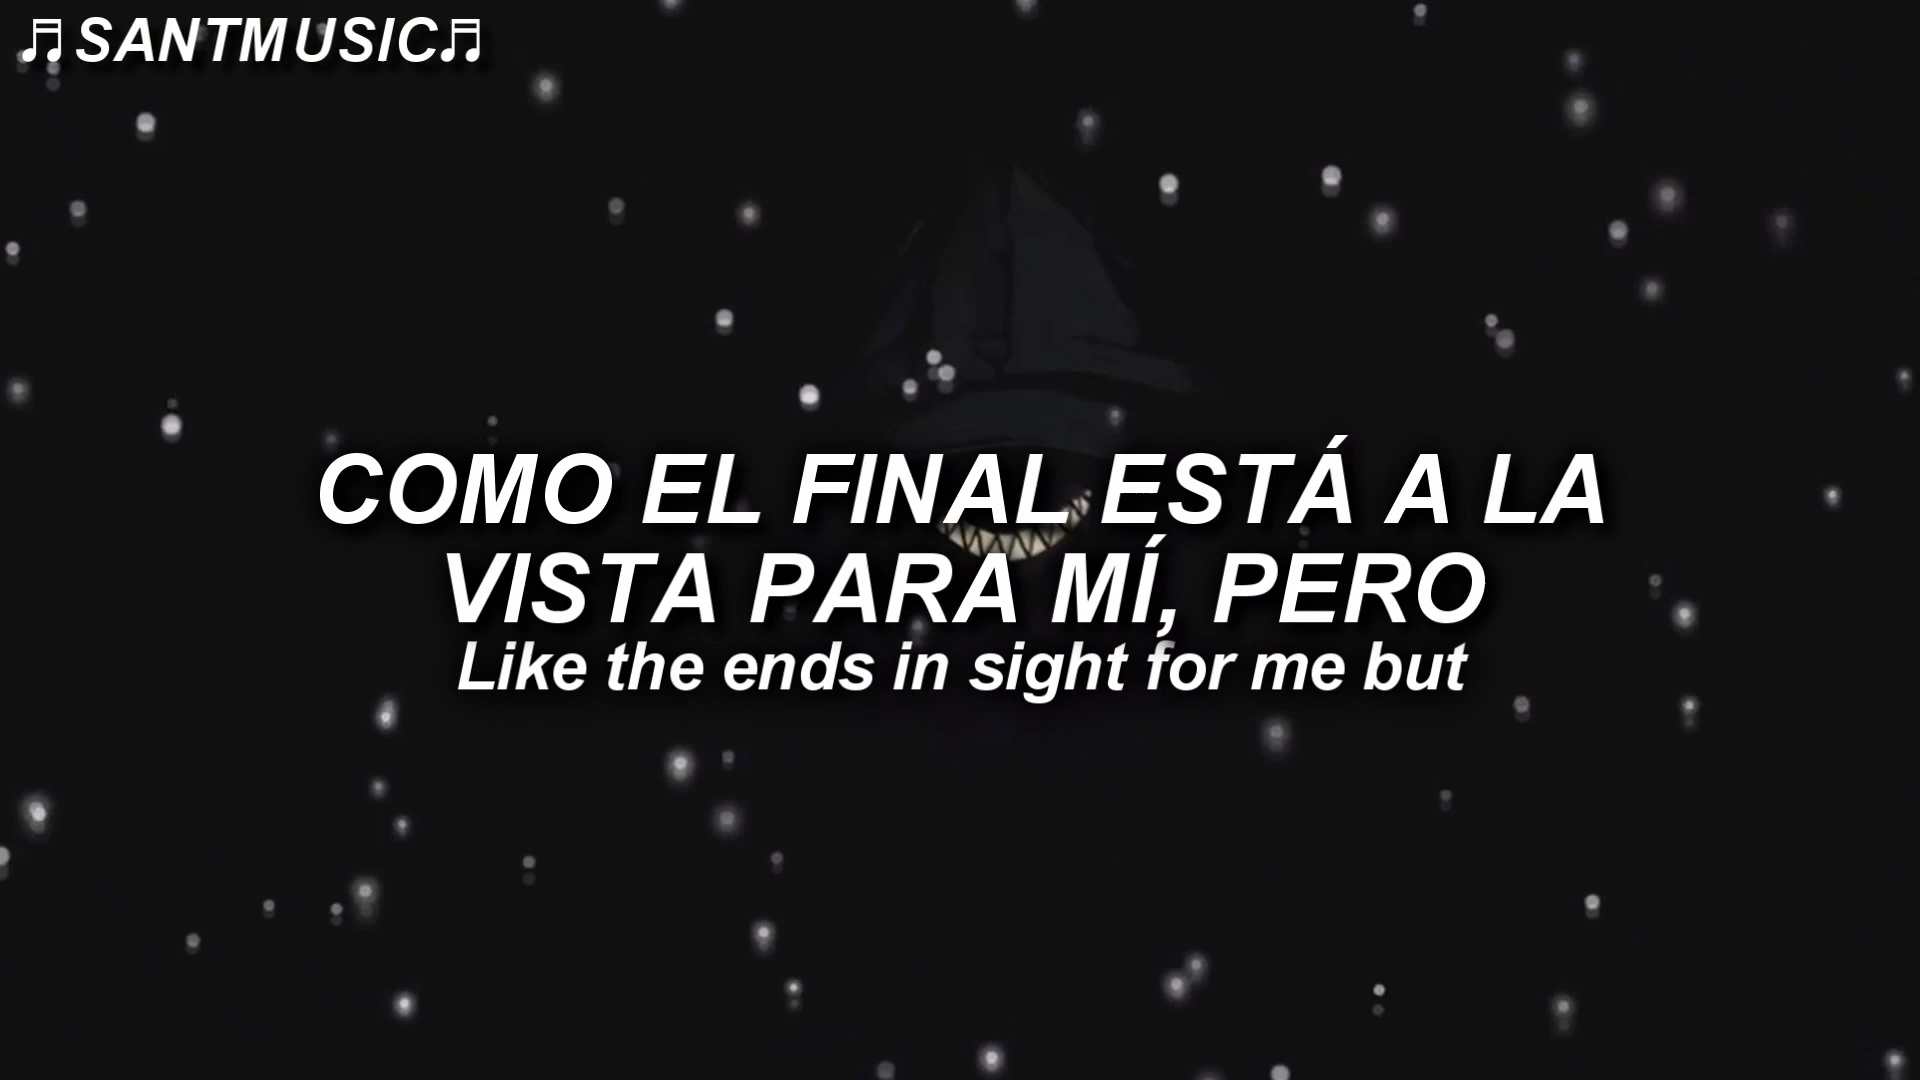 ♬SANTMUSIC♬
COMO EL FINAL ESTÁ A LA
VISTA PARA MÍ, PERO
Like the ends in sight for me but